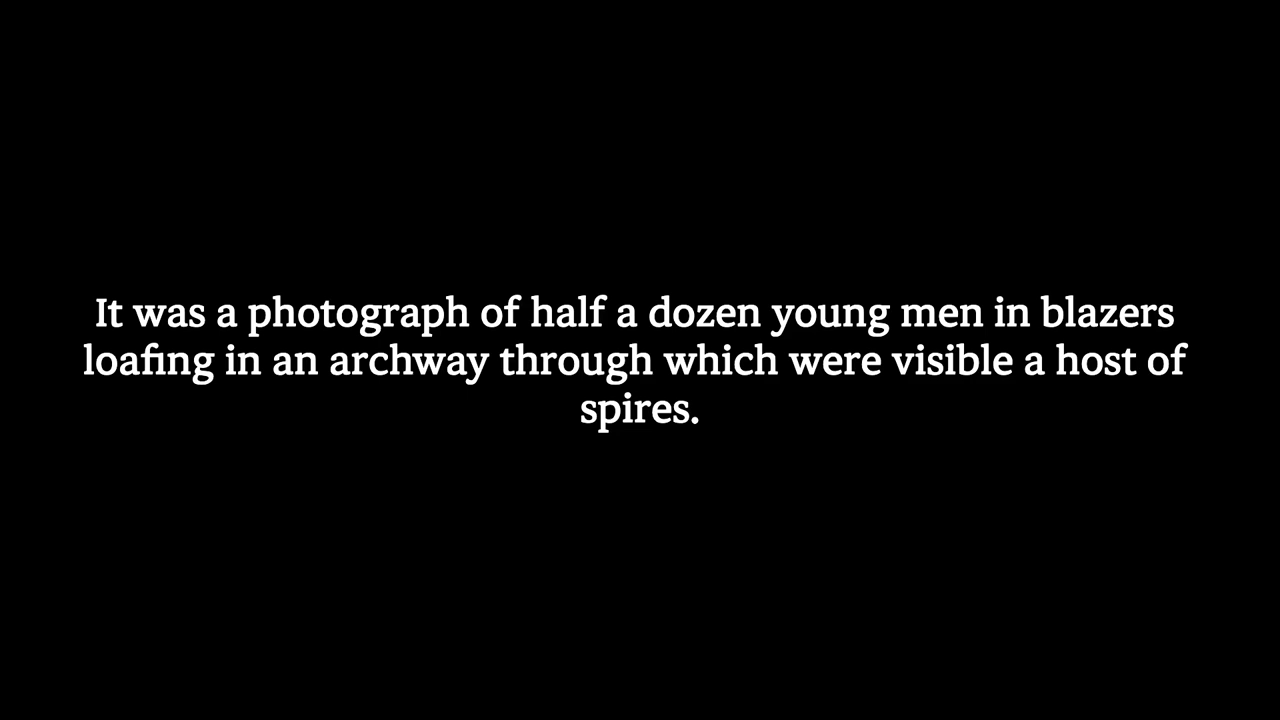 It was a photograph of half a dozen young men in blazers
loafing in an archway through which were visible a host of
spires.